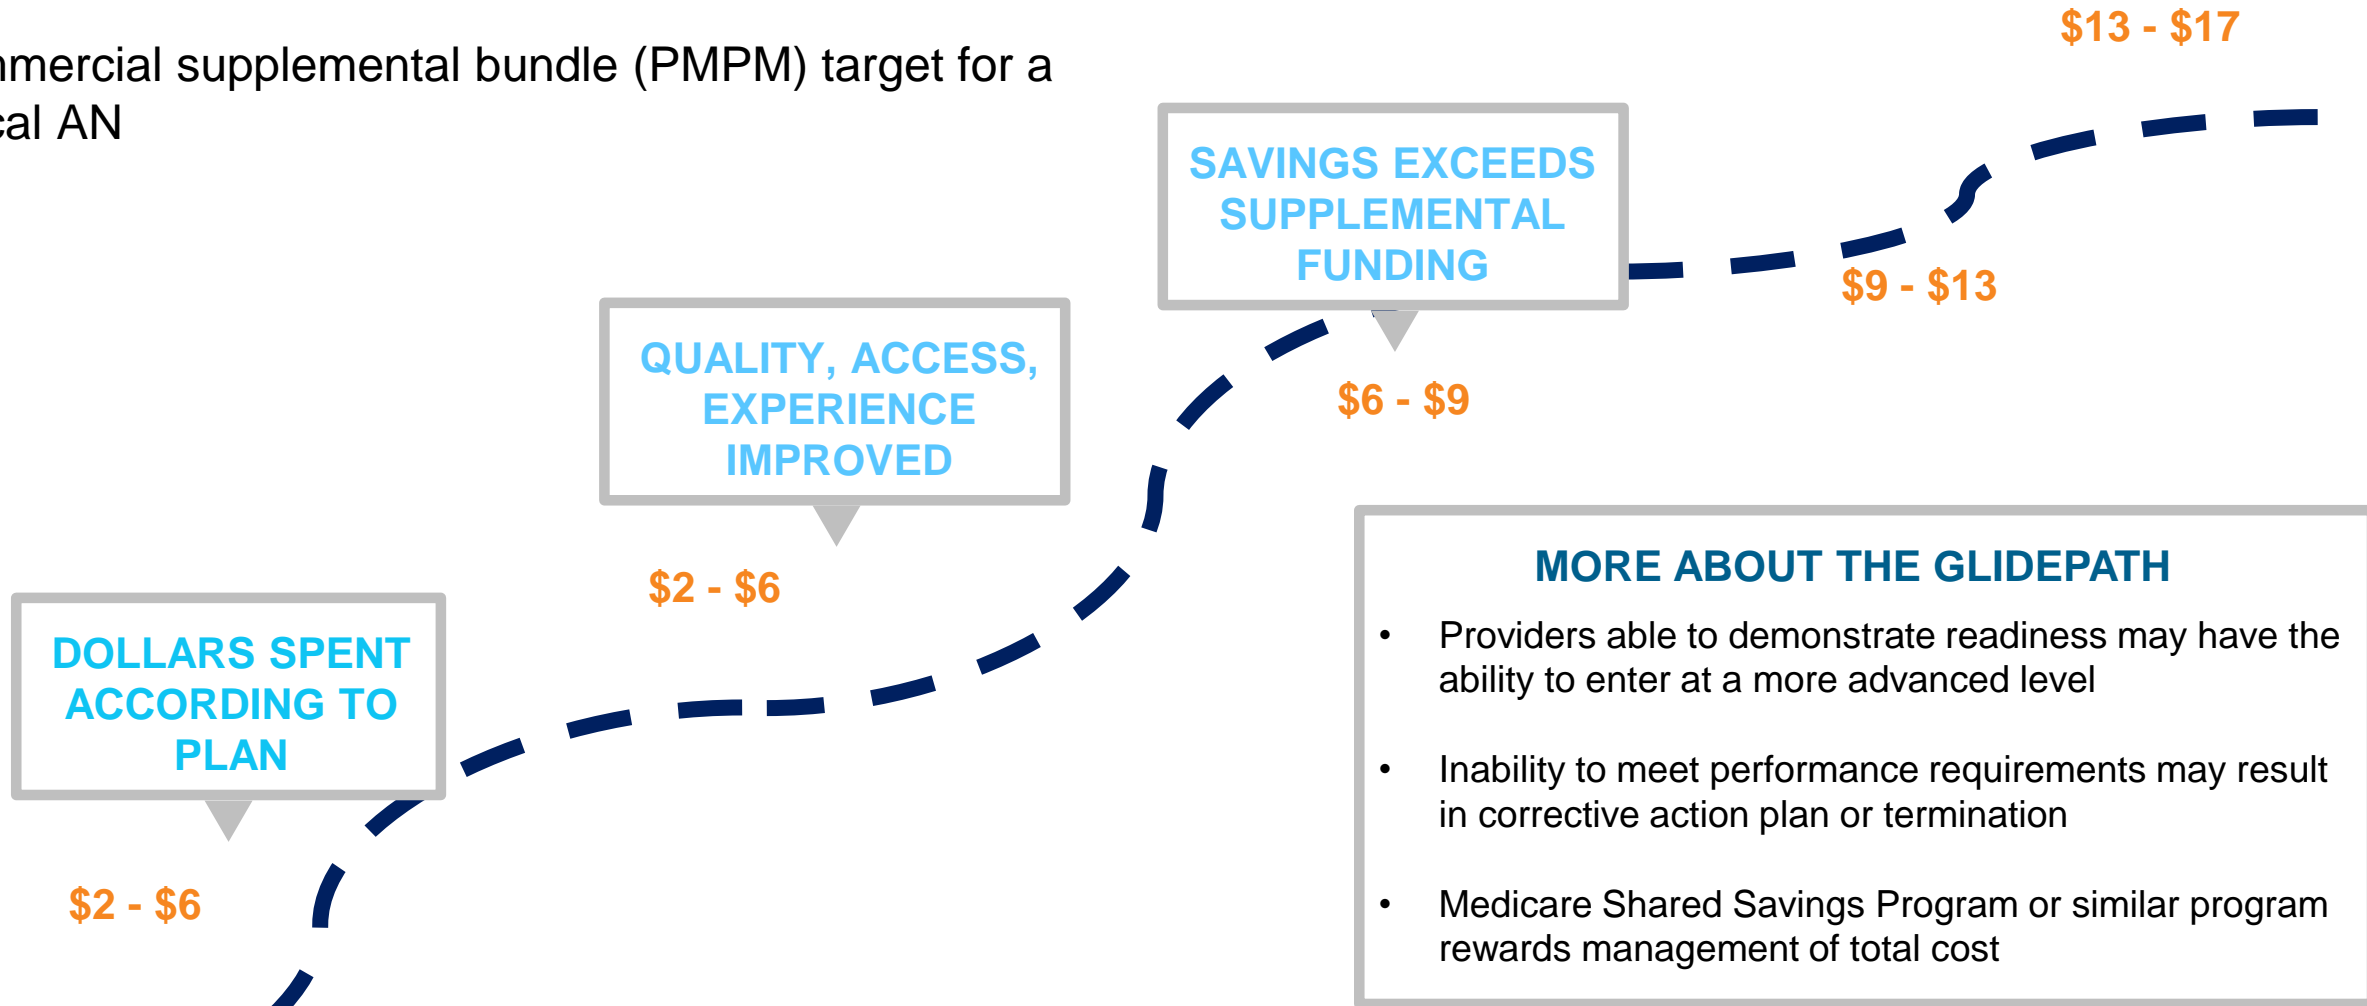 supplemental bundle (PMPM) target for a
AN
$13 - $17
SAVINGS EXCEEDS
SUPPLEMENTAL
FUNDING
$9 - $13
$6 - $9
QUALITY, ACCESS,
EXPERIENCE
IMPROVED
$2 - $6
DOLLARS SPENT
ACCORDING TO
PLAN
$2 - $6
MORE ABOUT THE GLIDEPATH
• Providers able to demonstrate readiness may have the
ability to enter at a more advanced level
• Inability to meet performance requirements may result
in corrective action plan or termination
• Medicare Shared Savings Program or similar program
rewards management of total cost